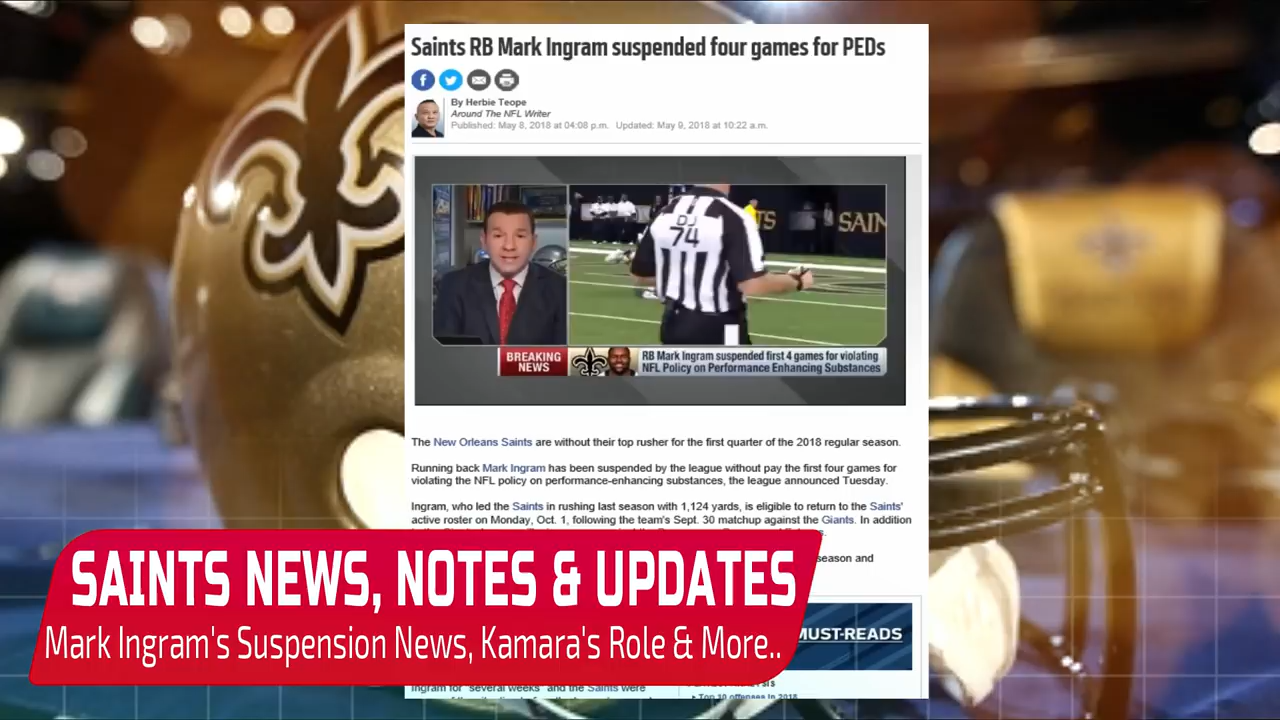 Saints RB Mark Ingram suspended four games for PEDs
By Herbie Teope
Around The NFL Writer
Published: May 8, 2018 at 04:08 p.m. Updated: May 9, 2018 at 10:22 a.m.
DJ
74
SAIN
BREAKING
NEWS
RB Mark Ingram suspended first 4 games for violating
NFL Policy on Performance Enhancing Substances
The New Orleans Saints are without their top rusher for the first quarter of the 2018 regular season.
Running back Mark Ingram has been suspended by the league without pay the first four games for
violating the NFL policy on performance-enhancing substances, the league announced Tuesday.
Ingram, who led the Saints in rushing last season with 1,124 yards, is eligible to return to the Saints'
active roster on Monday, Oct. 1, following the team's Sept. 30 matchup against the Giants. In addition
season and
SAINTS NEWS, NOTES & UPDATES
Mark Ingram's Suspension News, Kamara's Role & More..
MUST-READS
Ingram for "several weeks" and the Saints were
Top 10 offenses in 2018